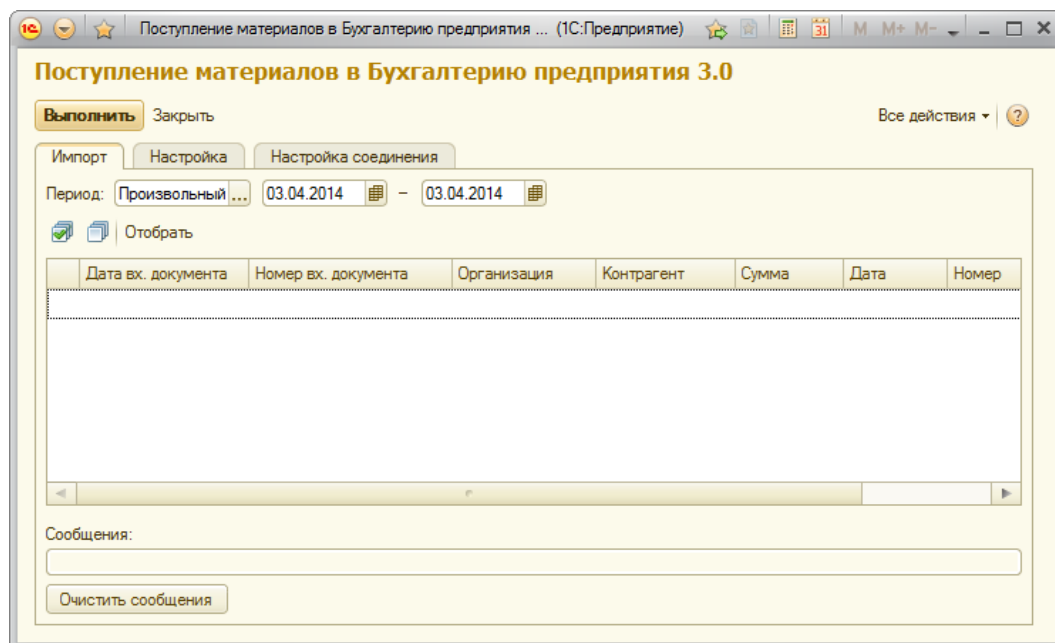 1С Поступление материалов в Бухгалтерию предприятия ... (1С:Предприятие) 31 M M+ M-
Поступление материалов в Бухгалтерию предприятия 3.0
Выполнить Закрыть Все действия ?
Импорт Настройка Настройка соединения
Период: Произвольный ... 03.04.2014 – 03.04.2014
Отобрать
Дата вх. документа Номер вх. документа Организация Контрагент Сумма Дата Номер
Сообщения:
Очистить сообщения